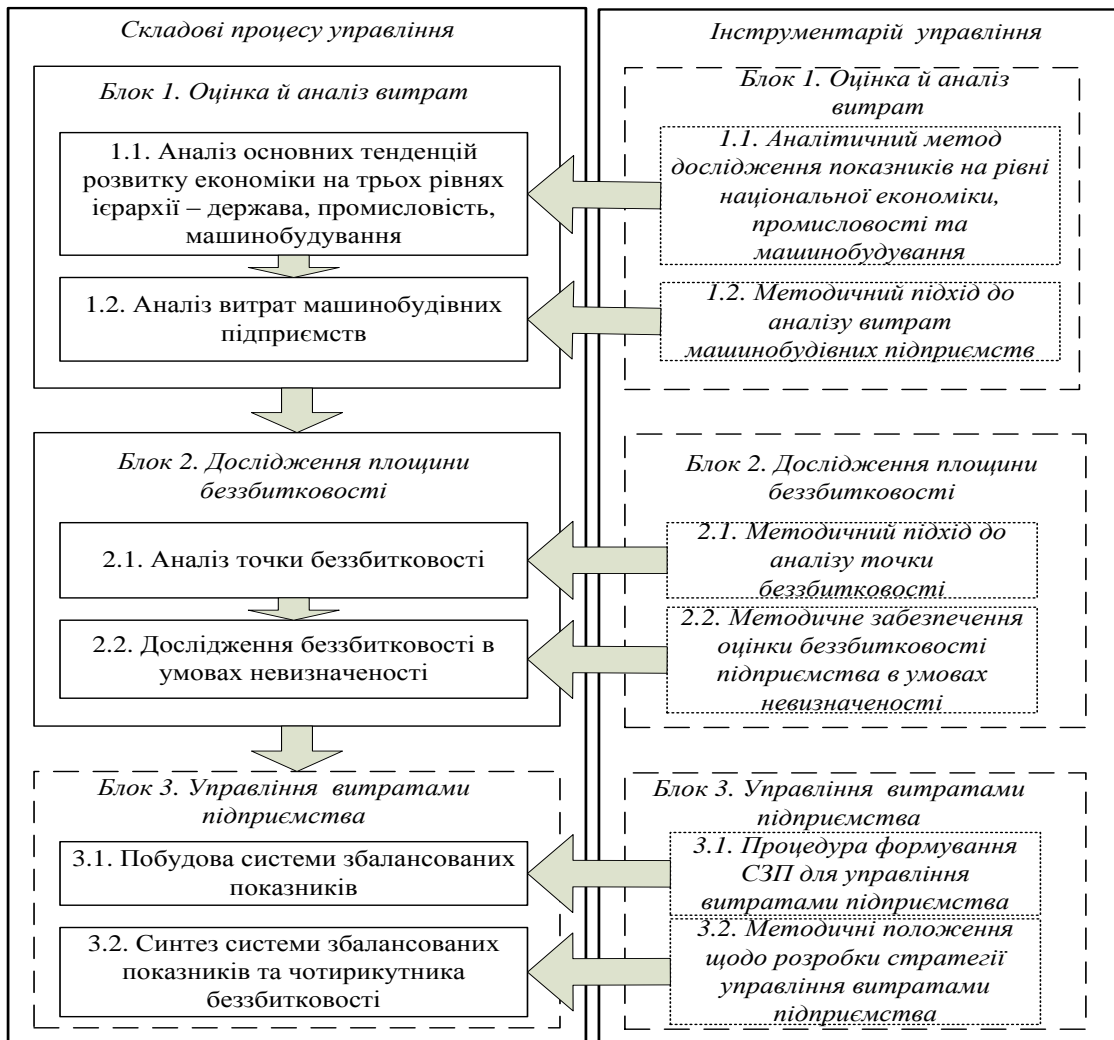 Складові процесу управління
Блок 1. Оцінка й аналіз витрат
1.1. Аналіз основних тенденцій
розвитку економіки на трьох рівнях
ієрархії – держава, промисловість,
машинобудування
1.2. Аналіз витрат машинобудівних
підприємств
Блок 2. Дослідження площини
беззбитковості
2.1. Аналіз точки беззбитковості
2.2. Дослідження беззбитковості в
умовах невизначеності
Блок 3. Управління витратами
підприємства
3.1. Побудова системи збалансованих
показників
3.2. Синтез системи збалансованих
показників та чотирикутника
беззбитковості
Інструментарій управління
Блок 1. Оцінка й аналіз
витрат
1.1. Аналітичний метод
дослідження показників на рівні
національної економіки,
промисловості та
машинобудування
1.2. Методичний підхід до
аналізу витрат
машинобудівних підприємств
Блок 2. Дослідження площини
беззбитковості
2.1. Методичний підхід до
аналізу точки
беззбитковості
2.2. Методичне забезпечення
оцінки беззбитковості
підприємства в умовах
невизначеності
Блок 3. Управління витратами
підприємства
3.1. Процедура формування
СЗП для управління
витратами підприємства
3.2. Методичні положення
щодо розробки стратегії
управління витратами
підприємства